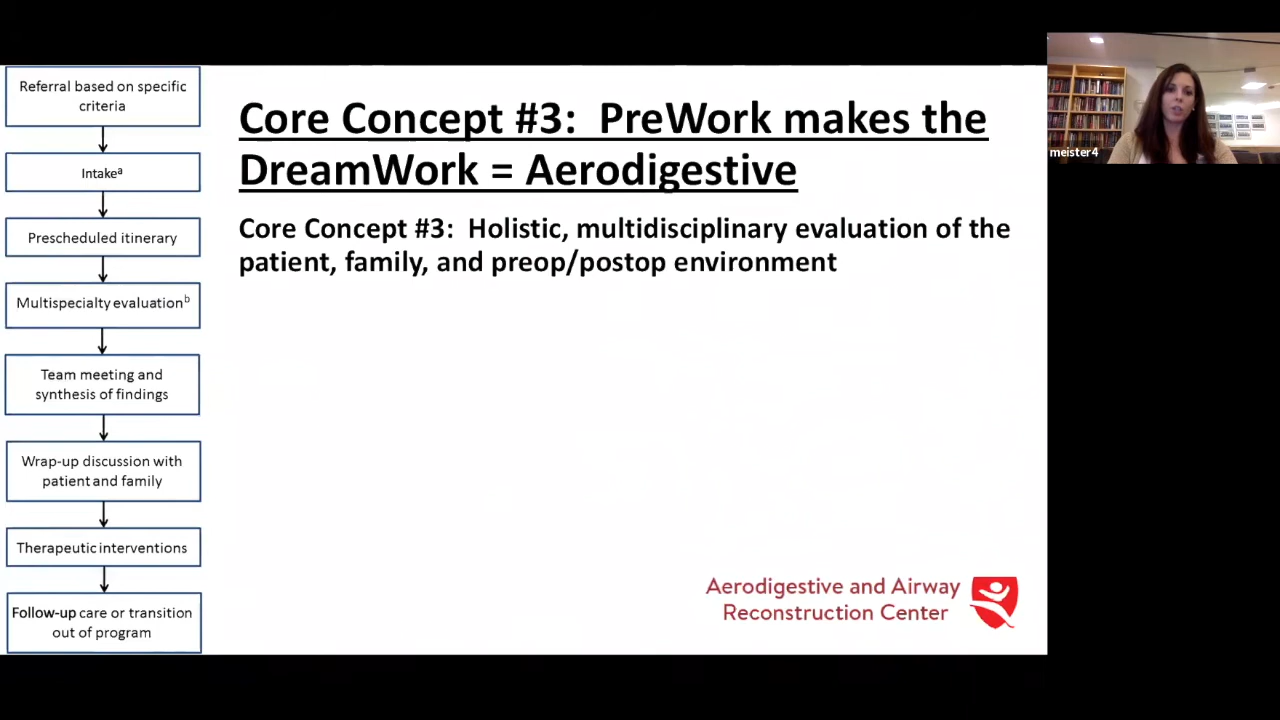 Referral based on specific
criteria
Intakeª
Prescheduled itinerary
Multispecialty evaluationᵇ
Team meeting and
synthesis of findings
Wrap-up discussion with
patient and family
Therapeutic interventions
Follow-up care or transition
out of program
Core Concept #3:  PreWork makes the
DreamWork = Aerodigestive
Core Concept #3:  Holistic, multidisciplinary evaluation of the
patient, family, and preop/postop environment
Aerodigestive and Airway
Reconstruction Center
meister4